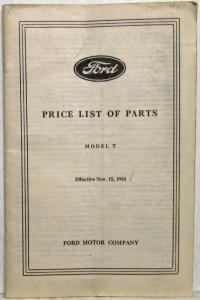 Ford
PRICE LIST OF PARTS
MODEL T
Effective Nov. 15, 1934
FORD MOTOR COMPANY